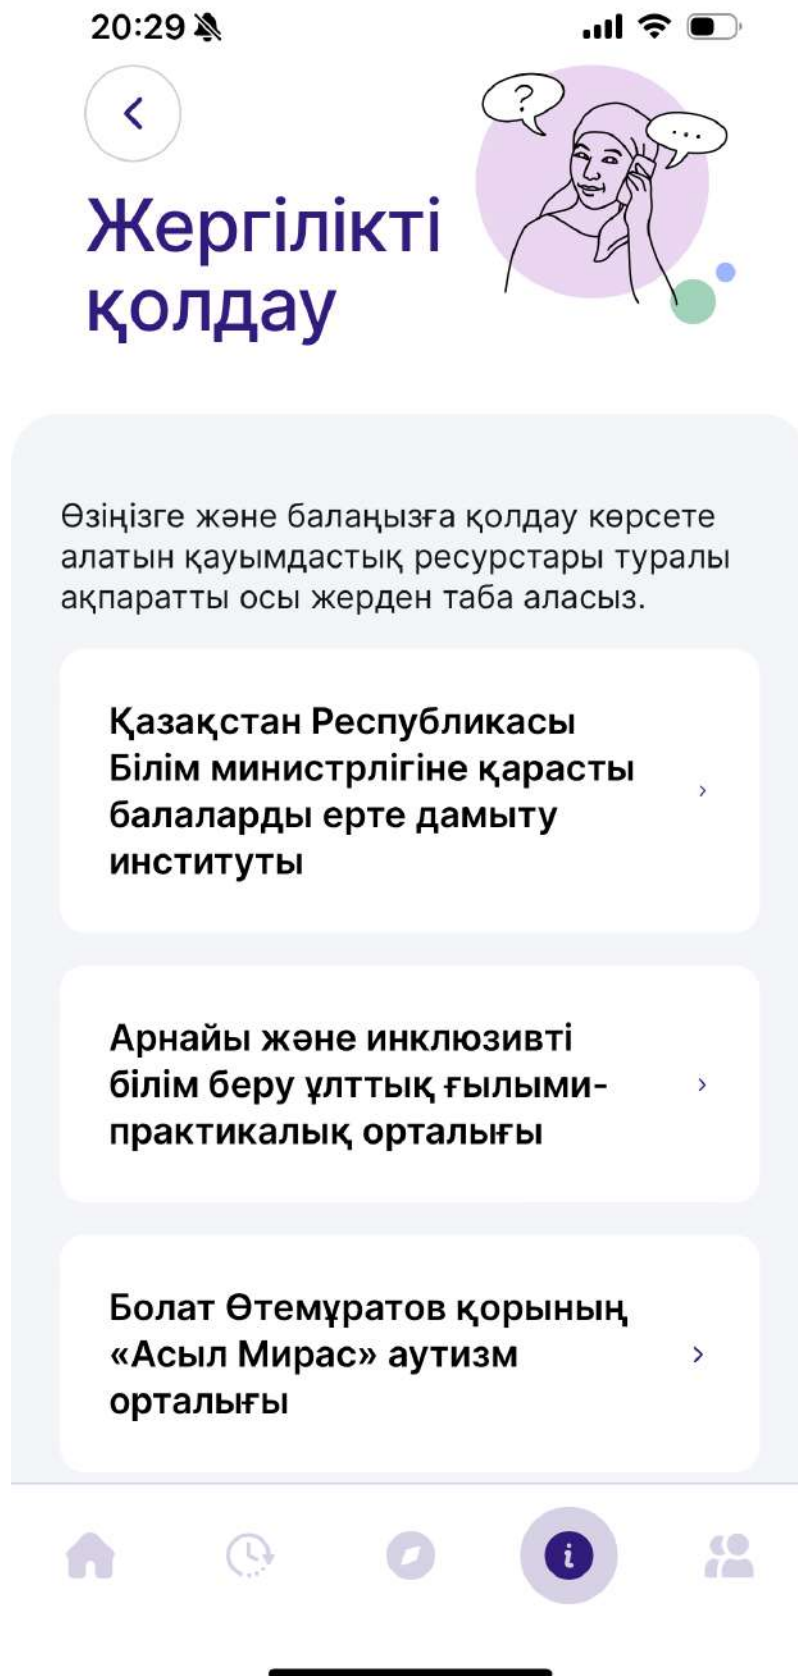 20:29
?
...
Жергілікті
қолдау
Өзіңізге және балаңызға қолдау көрсете
алатын қауымдастық ресурстары туралы
ақпаратты осы жерден таба аласыз.
Қазақстан Республикасы
Білім министрлігіне қарасты
балаларды ерте дамыту
институты
Арнайы және инклюзивті
білім беру ұлттық ғылыми-
практикалық орталығы
Болат Өтемұратов қорының
«Асыл Мирас» аутизм
орталығы
i